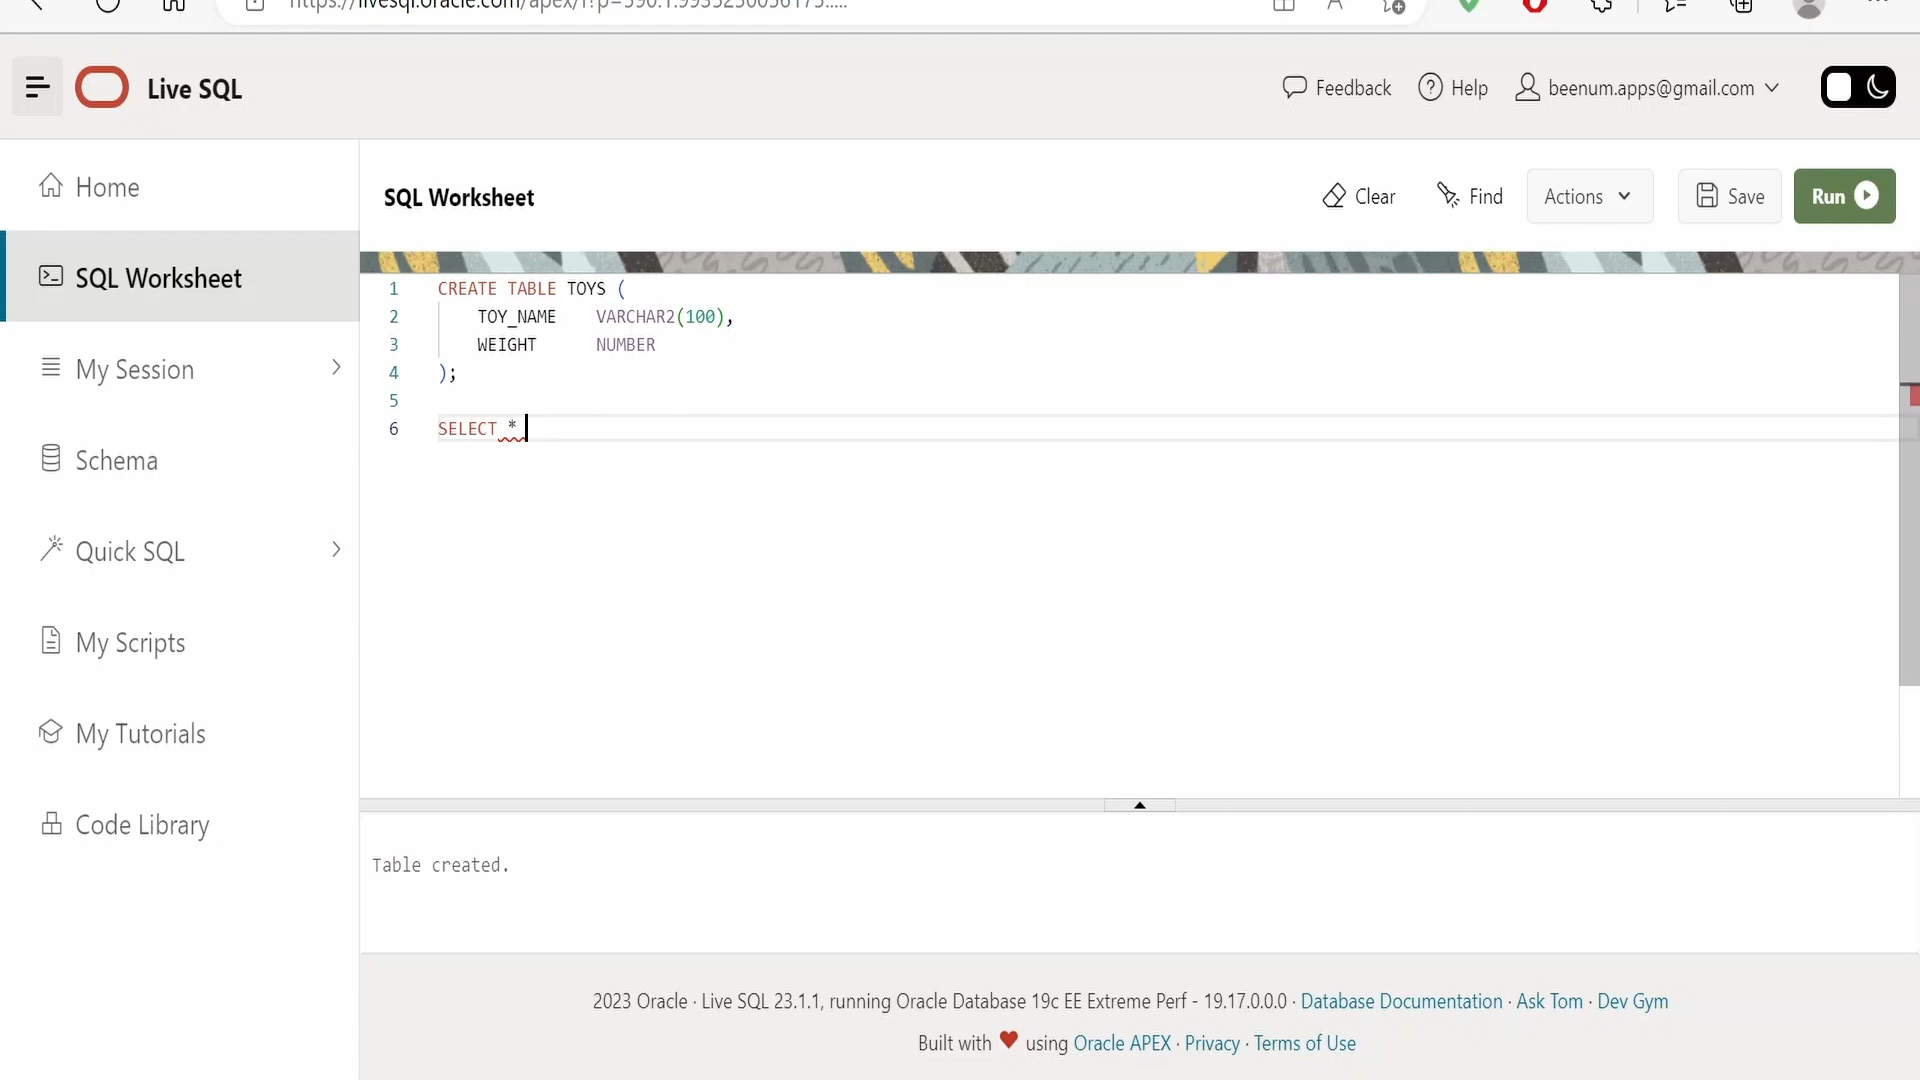 Live SQL
Feedback
Help
beenum.apps@gmail.com
Home
SQL Worksheet
My Session
Schema
Quick SQL
My Scripts
My Tutorials
Code Library
SQL Worksheet
Clear
Find
Actions
Save
Run
1 CREATE TABLE TOYS (
2 TOY_NAME VARCHAR2(100),
3 WEIGHT NUMBER
4 );
5
6 SELECT *
Table created.
2023 Oracle · Live SQL 23.1.1, running Oracle Database 19c EE Extreme Perf - 19.17.0.0.0 · Database Documentation · Ask Tom · Dev Gym
Built with ♥ using Oracle APEX · Privacy · Terms of Use